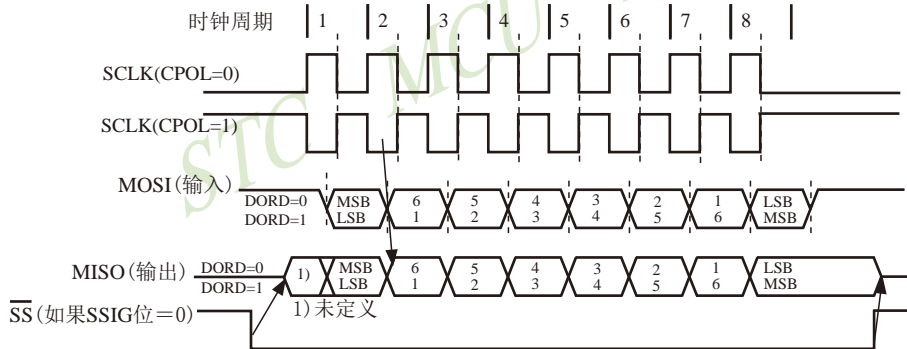 时钟周期 1 2 3 4 5 6 7 8
SCLK(CPOL=0)
SCLK(CPOL=1)
STC MCU
MOSI(输入) DORD=0 MSB 6 5 4 3 2 1 LSB
DORD=1 LSB 1 2 3 4 5 6 MSB
MISO(输出) DORD=0 1) MSB 6 5 4 3 2 1 LSB
DORD=1 LSB 1 2 3 4 5 6 MSB
1)未定义
SS(如果SSIG位=0)